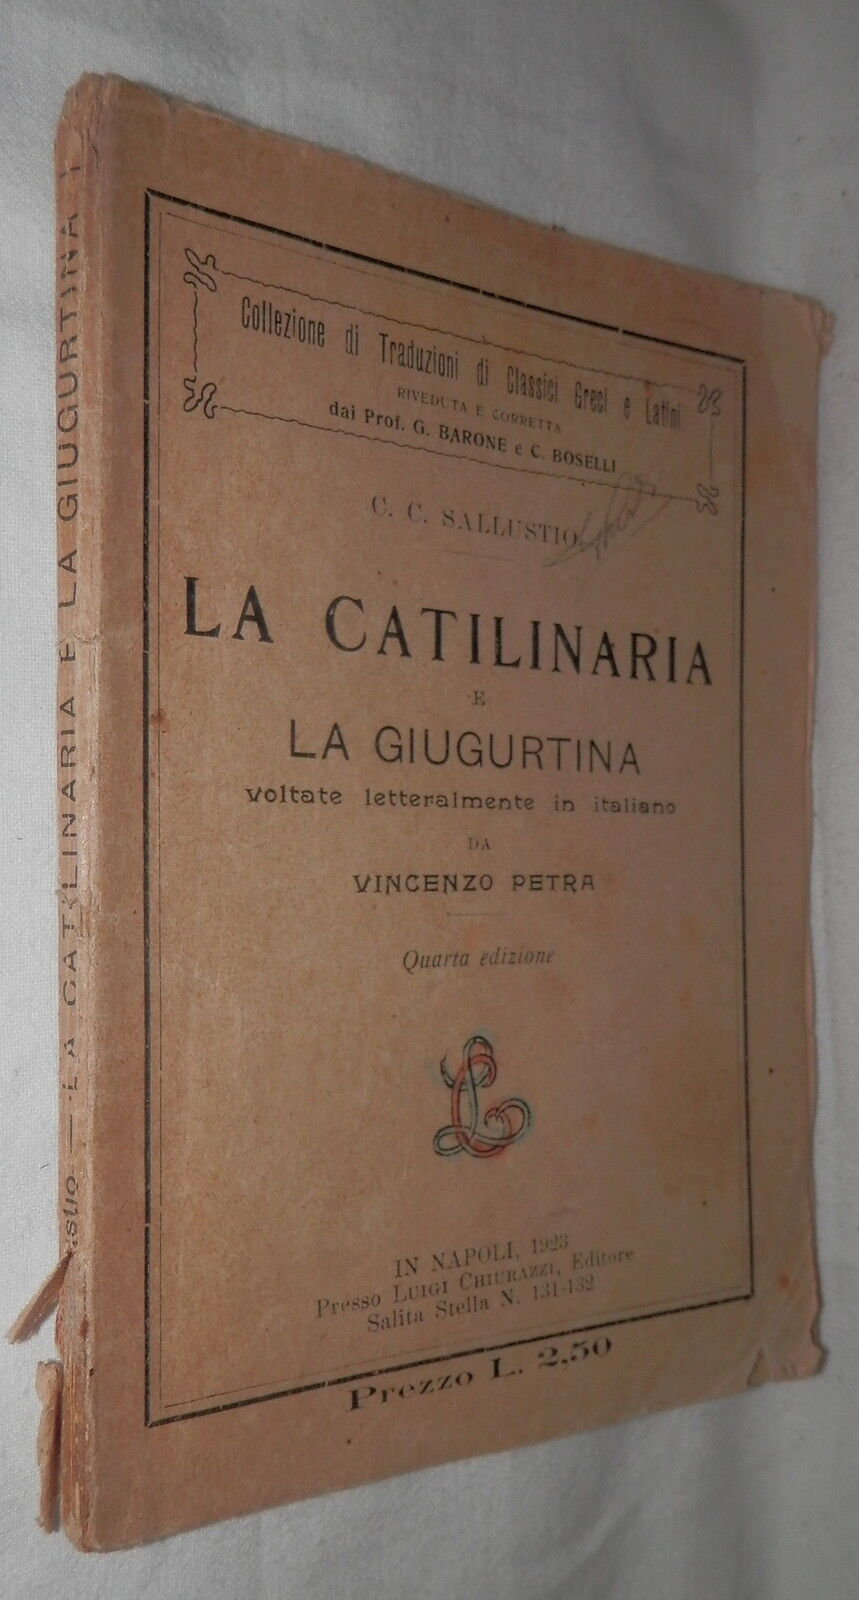 Collezione di Traduzioni di Classici Greci e Latini
RIVEDUTA E CORRETTA
dai Prof. G. BARONE e C. BOSELLI
C. C. SALLUSTIO
LA CATILINARIA
E
LA GIUGURTINA
voltate letteralmente in italiano
DA
VINCENZO PETRA
Quarta edizione
IN NAPOLI, 1923
Presso LUIGI CHIURAZZI, Editore
Salita Stella N. 131-132
Prezzo L. 2,50
stio — LA CATILINARIA E LA GIUGURTINA